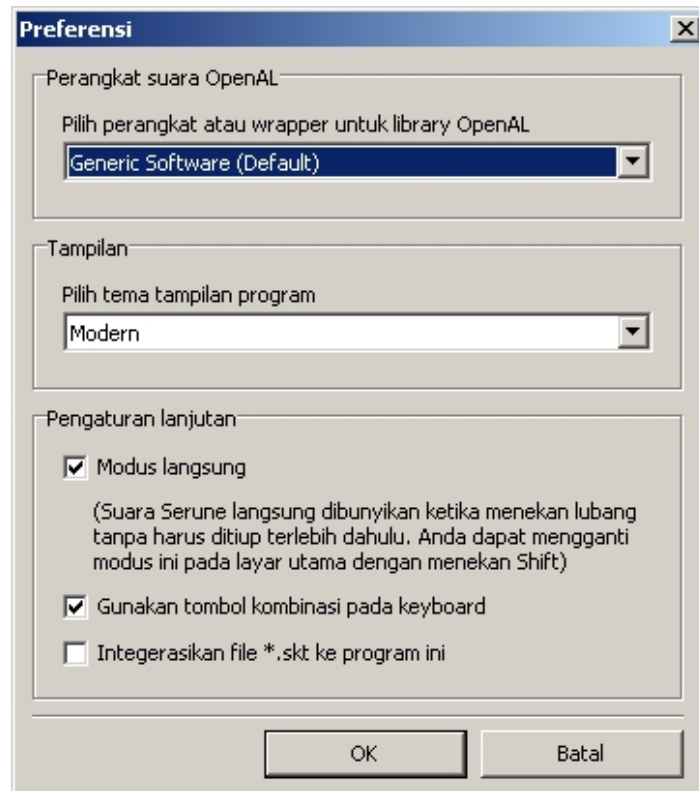 Preferensi
Perangkat suara OpenAL
Pilih perangkat atau wrapper untuk library OpenAL
Generic Software (Default)
Tampilan
Pilih tema tampilan program
Modern
Pengaturan lanjutan
Modus langsung
(Suara Serune langsung dibunyikan ketika menekan lubang
tanpa harus ditiup terlebih dahulu. Anda dapat mengganti
modus ini pada layar utama dengan menekan Shift)
Gunakan tombol kombinasi pada keyboard
Integerasikan file *.skt ke program ini
OK
Batal